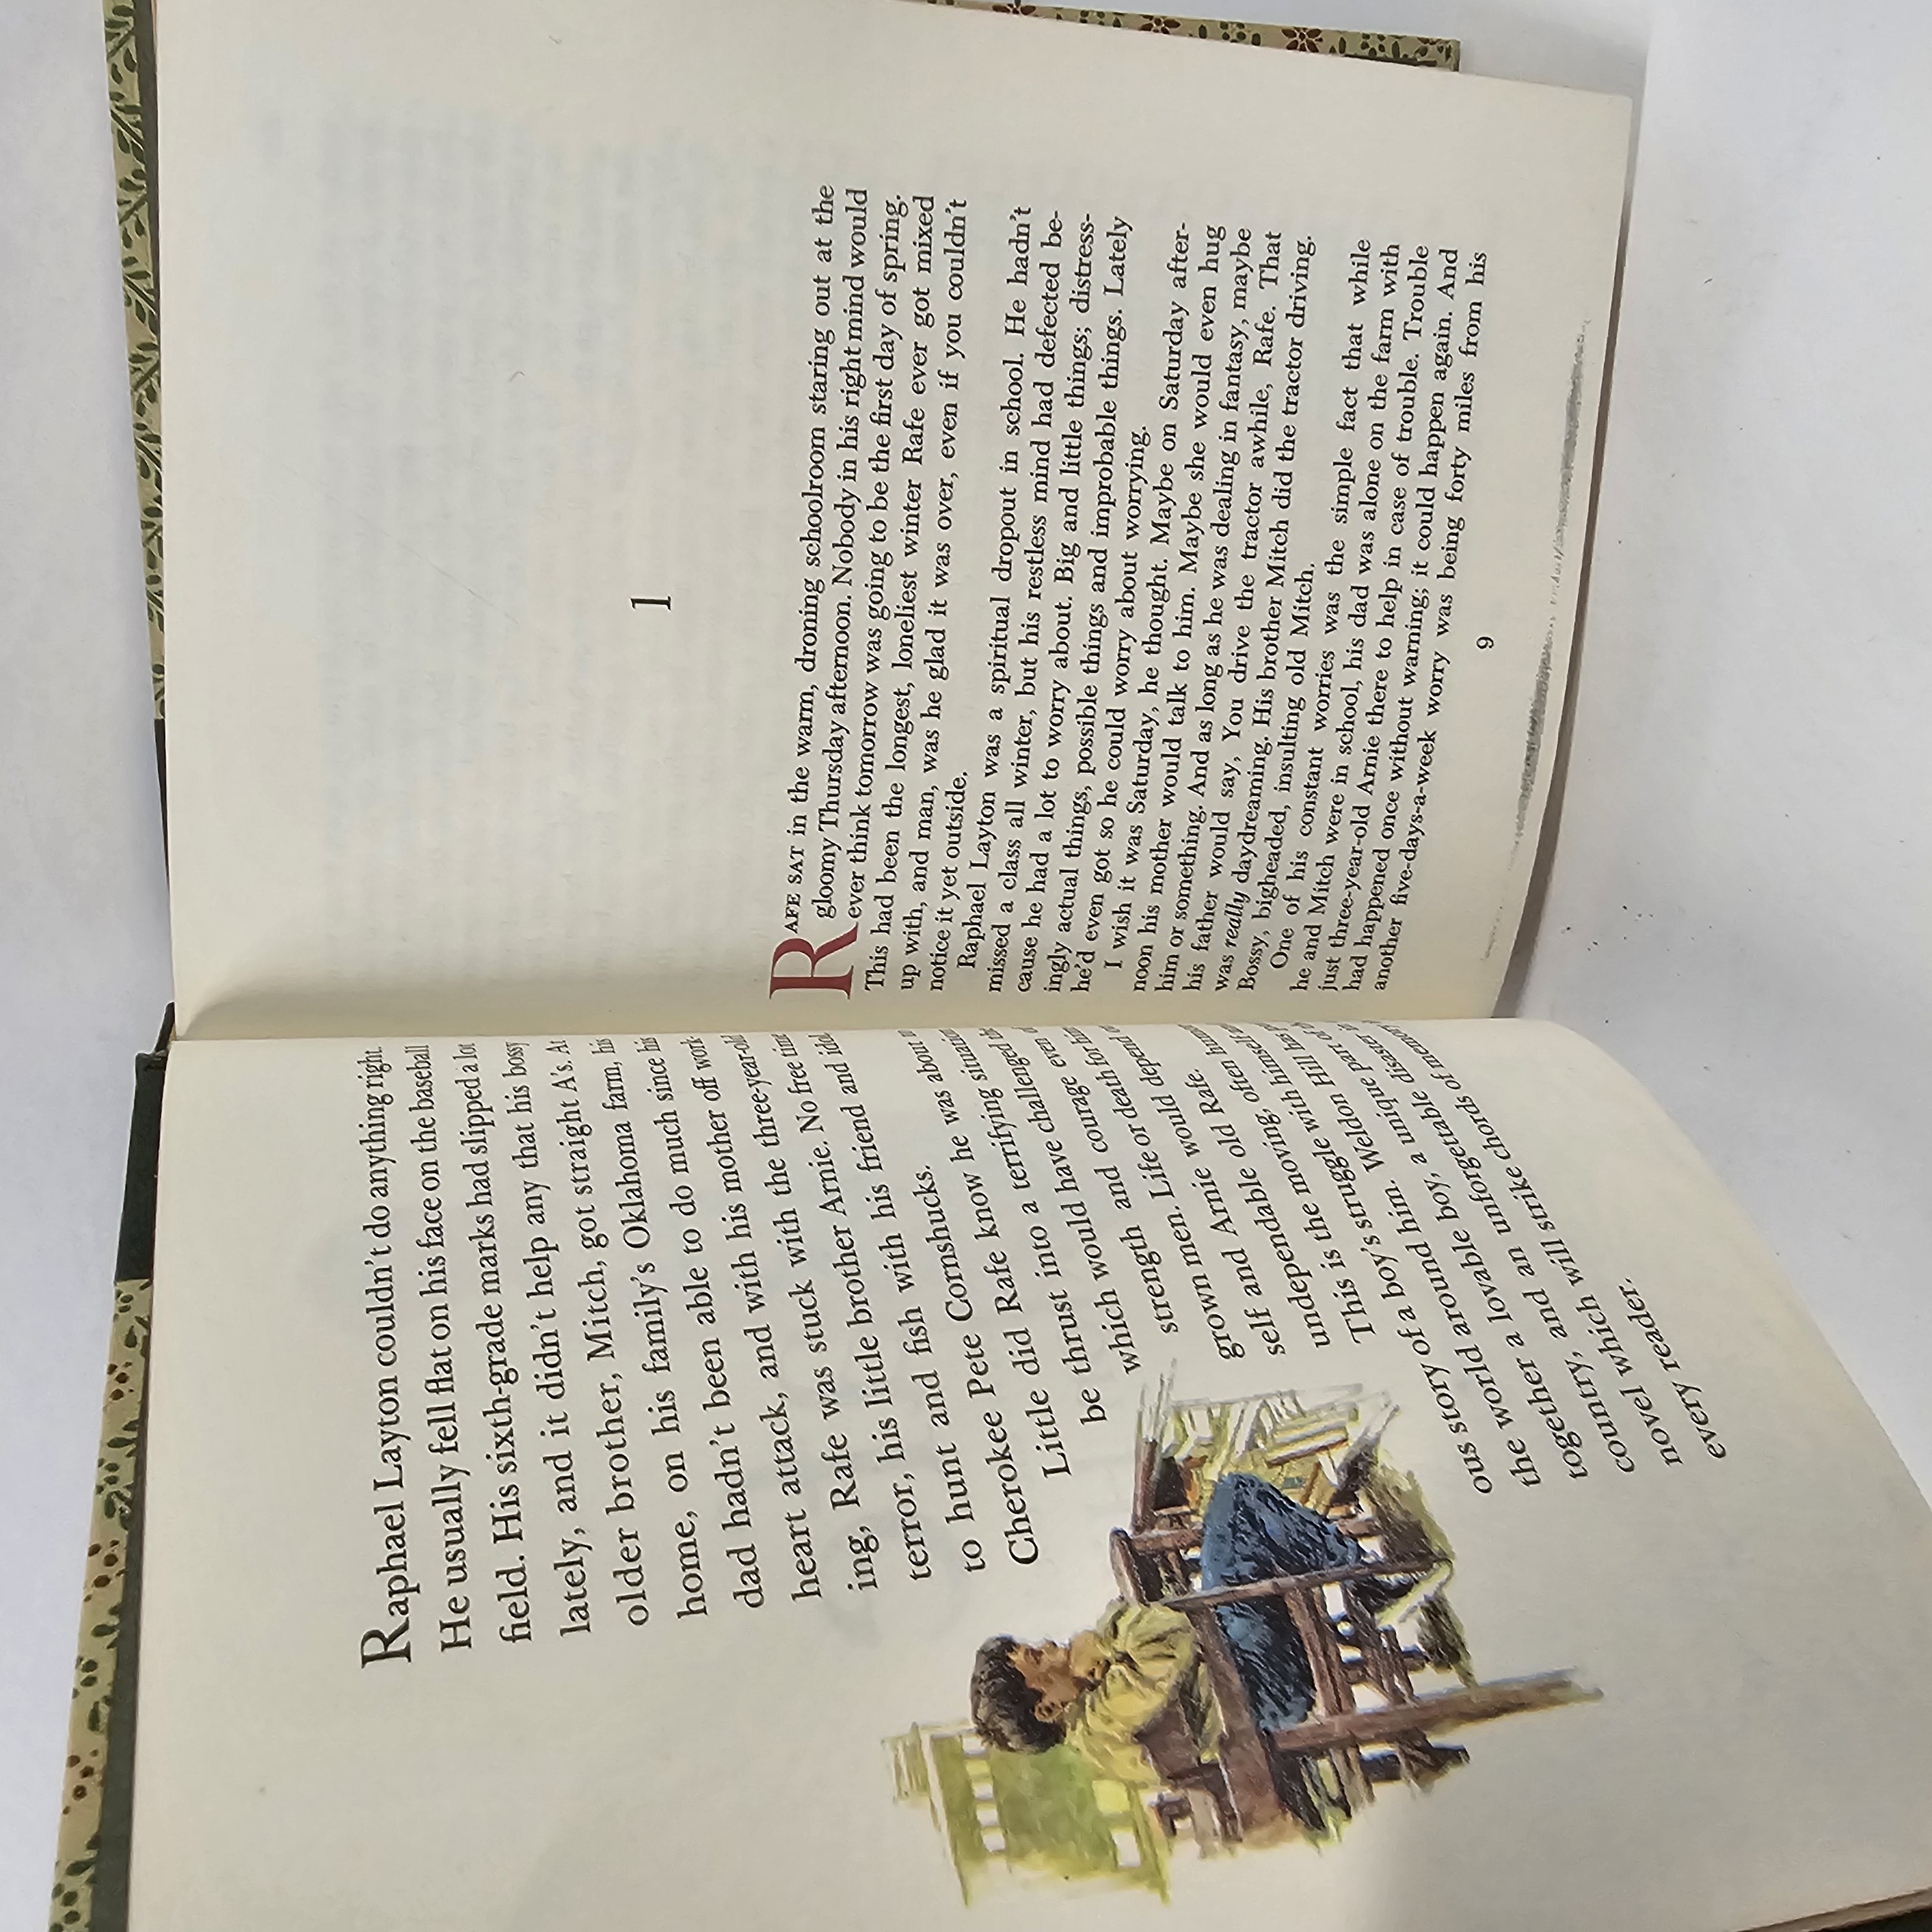 Raphael Layton couldn't do anything right.
He usually fell flat on his face on the baseball
field. His sixth-grade marks had slipped a lot
lately, and it didn't help any that his bossy
older brother, Mitch, got straight A's. At
home, on his family's Oklahoma farm, his
dad hadn't been able to do much since his
heart attack, and with his mother off work-
ing, Rafe was stuck with the three-year-old
terror, his little brother Arnie. No free time
to hunt and fish with his friend and idol,
Cherokee Pete Cornshucks.
Little did Rafe know he was about to
be thrust into a terrifying situation
which would have challenged the
strength and courage even of
grown men. Life or death for him-
self and Arnie would depend on
undependable old Rafe.
This is the moving, often humor-
ous story of a boy's struggle with himself and
the world around him. Weldon Hill has
together a lovable boy, a unique part of the
country, and an unforgettable disaster in
novel which will strike chords of memory
every reader.
1
RAFE SAT in the warm, droning schoolroom staring out at the
gloomy Thursday afternoon. Nobody in his right mind would
ever think tomorrow was going to be the first day of spring.
This had been the longest, loneliest winter Rafe ever got mixed
up with, and man, was he glad it was over, even if you couldn't
notice it yet outside.
Raphael Layton was a spiritual dropout in school. He hadn't
missed a class all winter, but his restless mind had defected be-
cause he had a lot to worry about. Big and little things; distress-
ingly actual things, possible things and improbable things. Lately
he'd even got so he could worry about worrying.
I wish it was Saturday, he thought. Maybe on Saturday after-
noon his mother would talk to him. Maybe she would even hug
him or something. And as long as he was dealing in fantasy, maybe
his father would say, You drive the tractor awhile, Rafe. That
was really daydreaming. His brother Mitch did the tractor driving.
Bossy, bigheaded, insulting old Mitch.
One of his constant worries was the simple fact that while
he and Mitch were in school, his dad was alone on the farm with
just three-year-old Arnie there to help in case of trouble. Trouble
had happened once without warning; it could happen again. And
another five-days-a-week worry was being forty miles from his
9